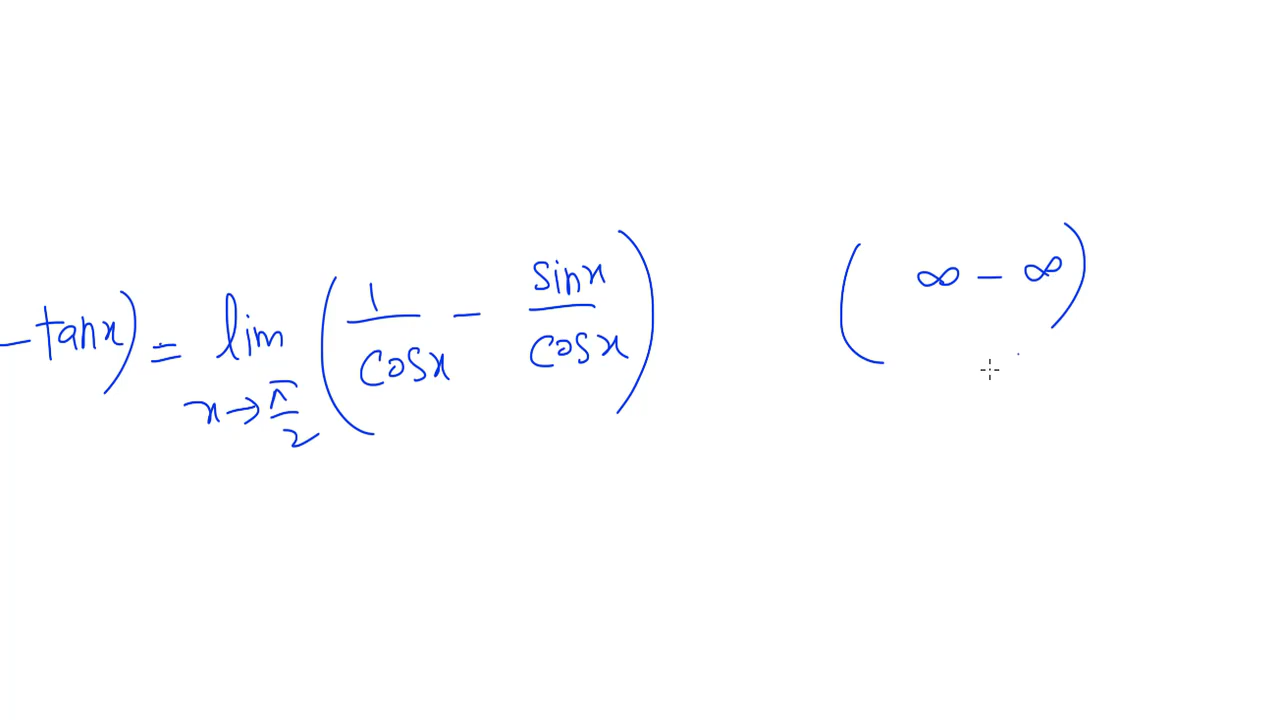 - tanx) = lim x→π/2 (1/cosx - sinx/cosx) (∞ - ∞)